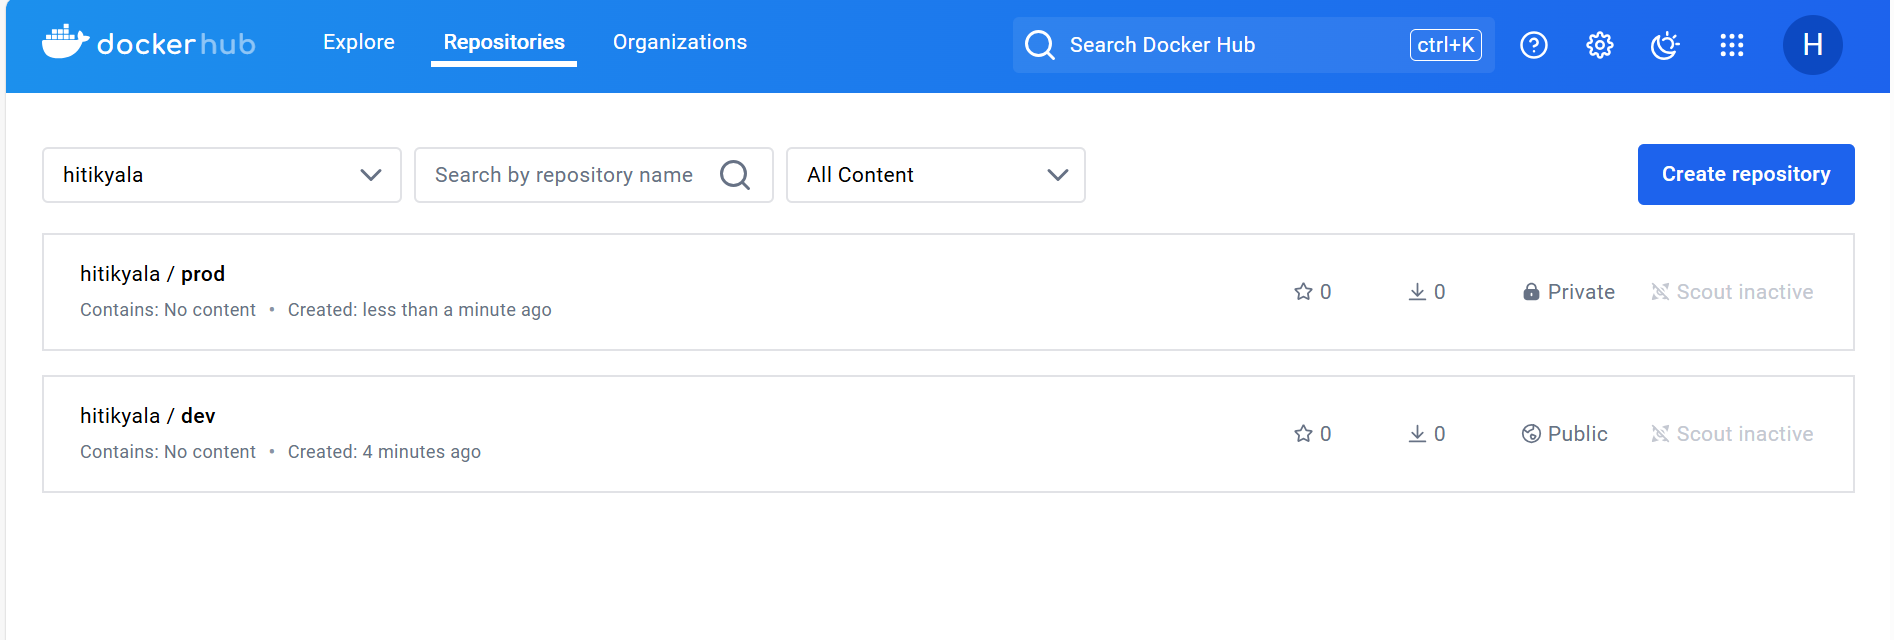 dockerhub Explore Repositories Organizations Search Docker Hub ctrl+K H
hitikyala Search by repository name All Content Create repository
hitikyala / prod
Contains: No content • Created: less than a minute ago
0 0 Private Scout inactive
hitikyala / dev
Contains: No content • Created: 4 minutes ago
0 0 Public Scout inactive